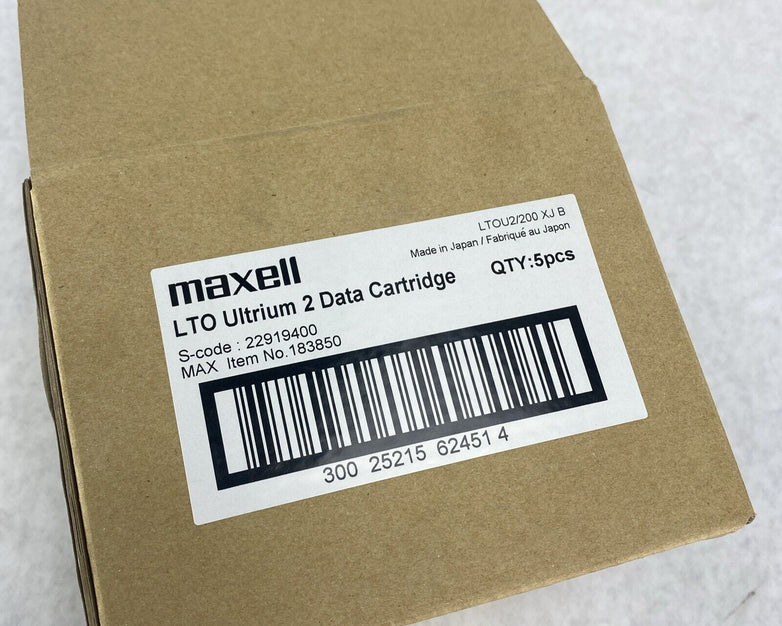 LTOU2/200 XJ B
Made in Japan / Fabriqué au Japon
maxell
LTO Ultrium 2 Data Cartridge QTY:5pcs
S-code : 22919400
MAX Item No.183850
300 25215 62451 4